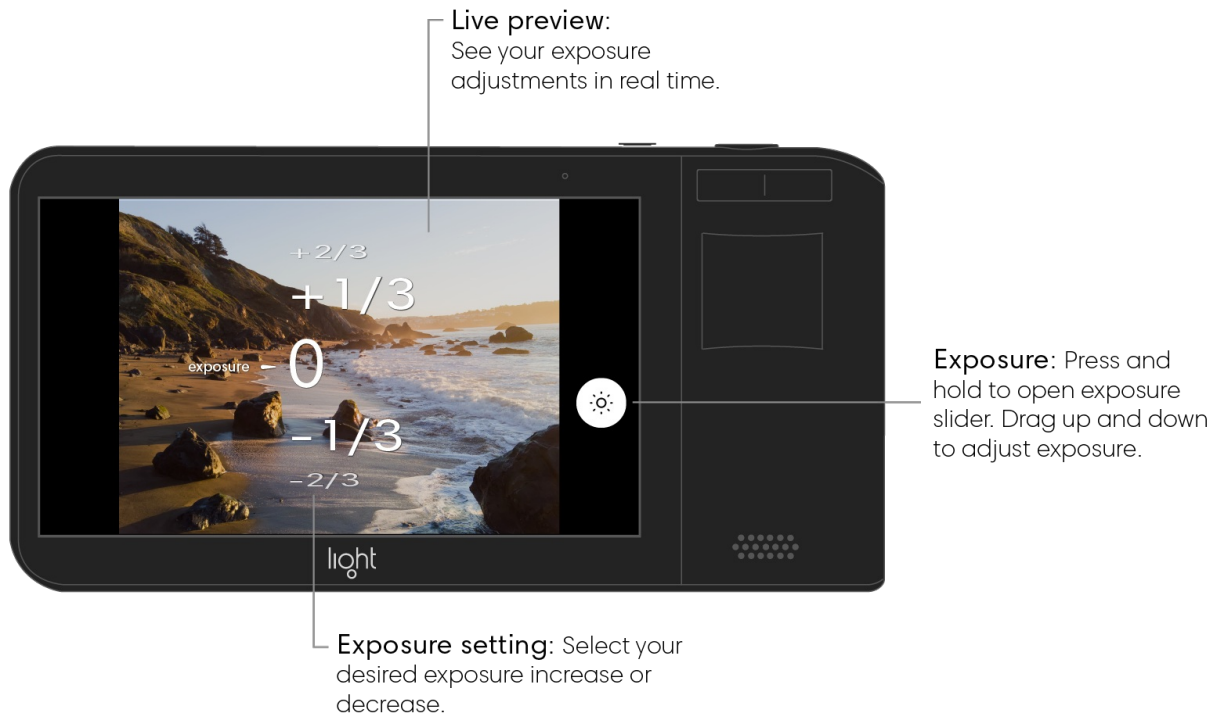 Live preview:
See your exposure
adjustments in real time.
+2/3
+1/3
exposure 0
-1/3
-2/3
Exposure: Press and
hold to open exposure
slider. Drag up and down
to adjust exposure.
light
Exposure setting: Select your
desired exposure increase or
decrease.